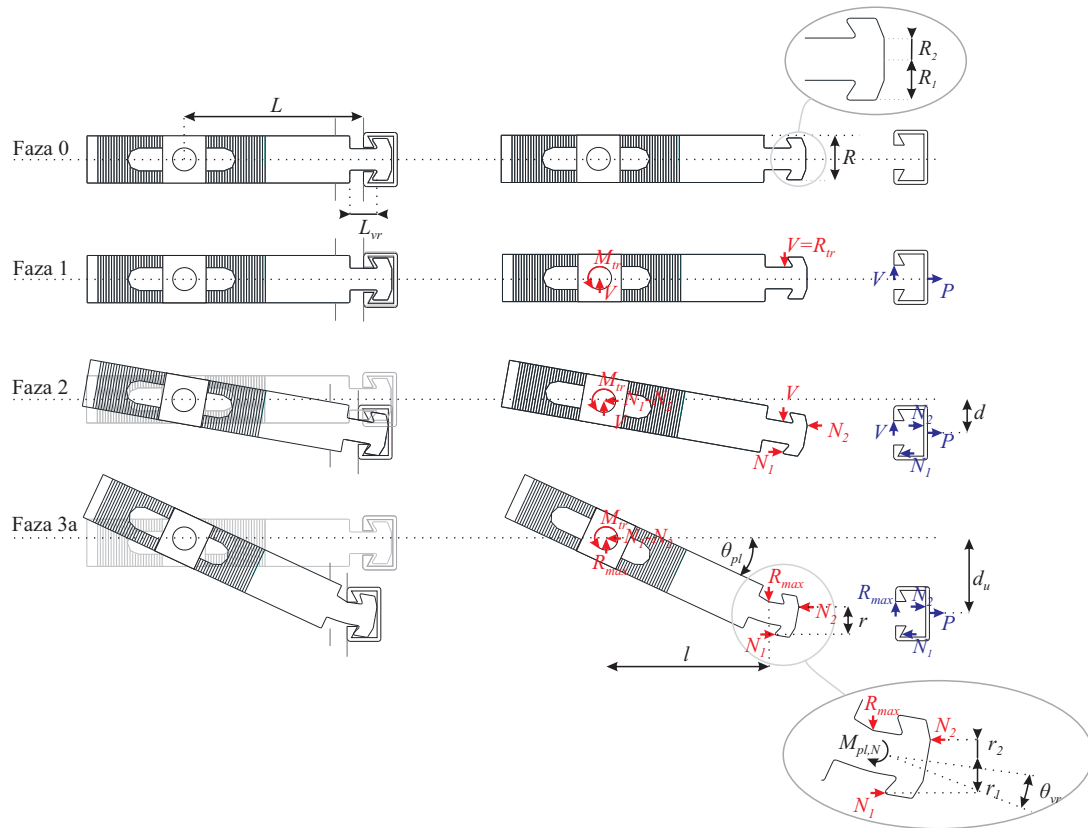 R₂
R₁
L
Faza 0
R
Lᵥᵣ
Faza 1
V=Rₜᵣ
Mₜᵣ
V
V
P
Faza 2
Mₜᵣ
N₁-N₂
V
V
N₂
N₁
d
N₂
V
P
N₁
Faza 3a
Mₜᵣ
N₁-N₂
Rₘₐₓ
θₚₗ
Rₘₐₓ
N₂
r
N₁
l
dᵤ
Rₘₐₓ
N₂
P
N₁
Rₘₐₓ
N₂
Mₚₗ,N
r₂
r₁
θᵥᵣ
N₁